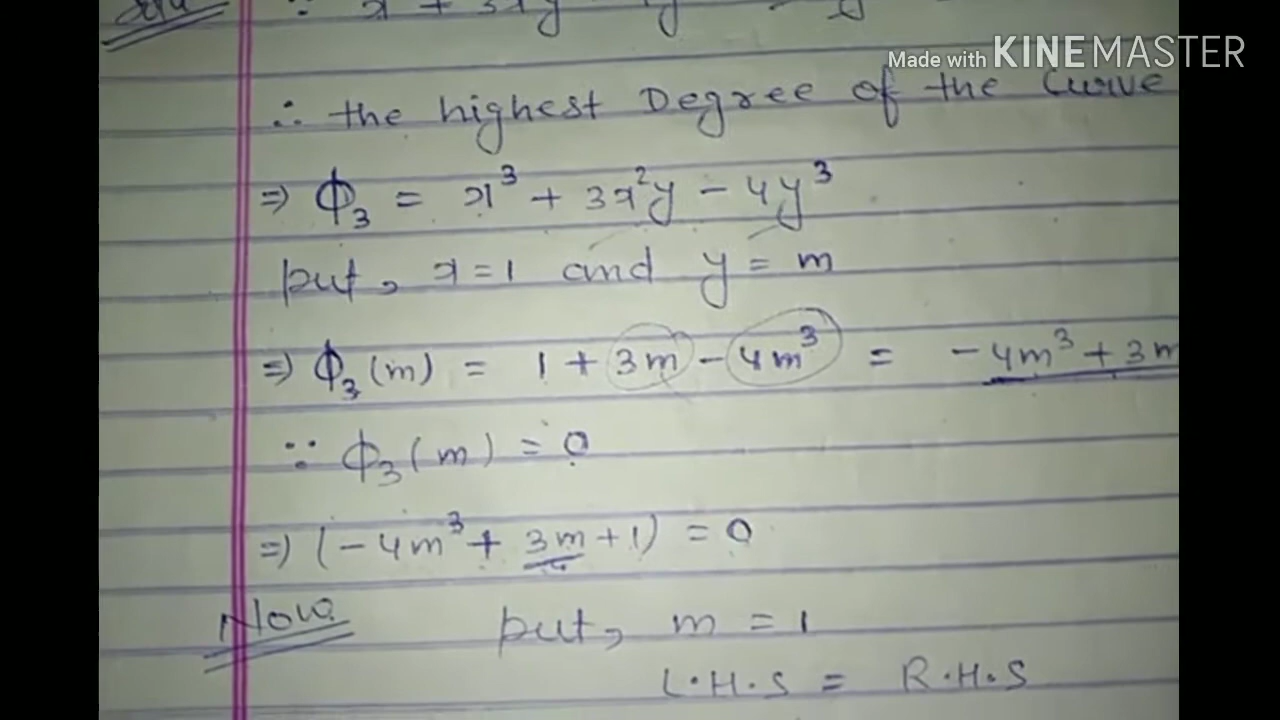 ∵ x + 3xy
Made with KINEMASTER
∴ the highest Degree of the Curve
⇒ Φ₃ = x³ + 3x²y − 4y³
put, x = 1 and y = m
⇒ Φ₃(m) = 1 + 3m − 4m³ = −4m³ + 3m
∵ Φ₃(m) = 0
⇒ (−4m³ + 3m + 1) = 0
Now put, m = 1
L.H.S = R.H.S